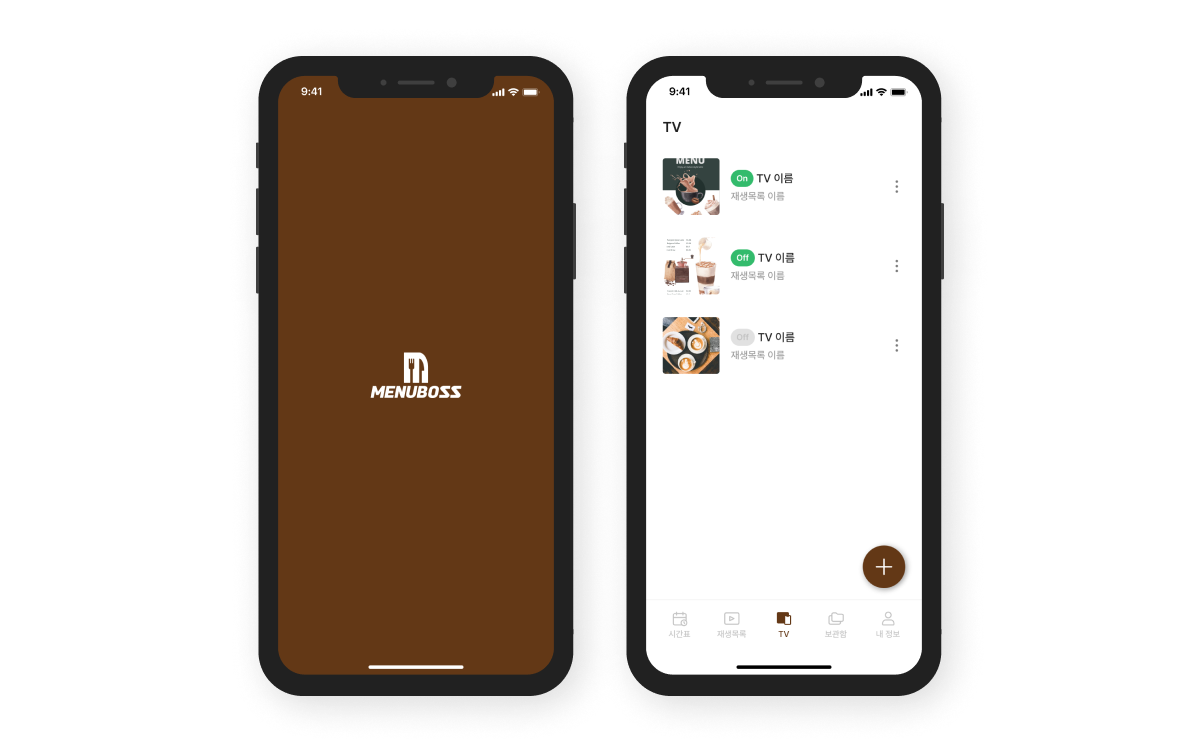 9:41
MENUBOSS
9:41
TV
MENU
On TV 이름
재생목록 이름
Off TV 이름
재생목록 이름
Off TV 이름
재생목록 이름
시간표 재생목록 TV 보관함 내 정보